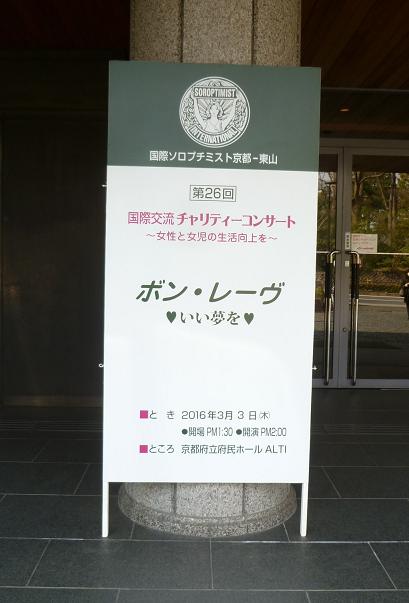 SOROPTIMIST
INTERNATIONAL
国際ソロプチミスト京都-東山
第26回
国際交流 チャリティーコンサート
～女性と女児の生活向上を～
ボン・レーヴ
♥いい夢を♥
■と き 2016年3月 3日(木)
●開場 PM1:30 ●開演 PM2:00
■ところ 京都府立府民ホール ALTI